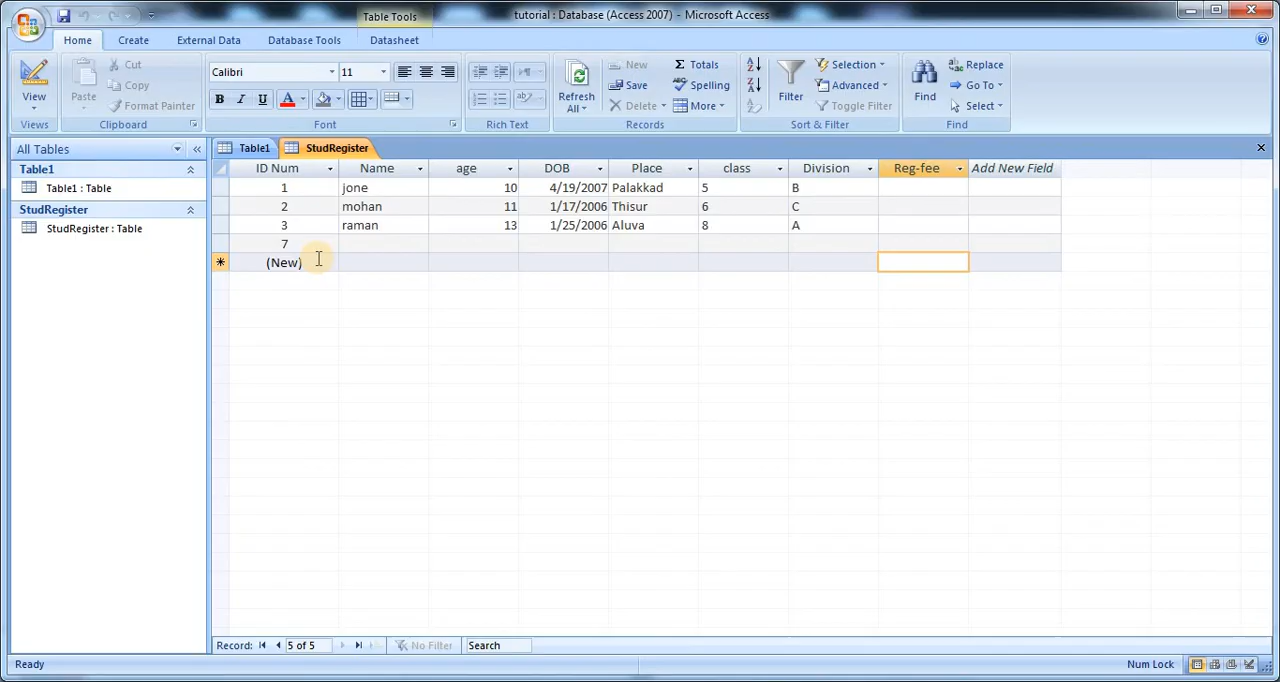 tutorial : Database (Access 2007) - Microsoft Access
Table Tools
Home Create External Data Database Tools Datasheet
View
Views
Paste
Cut
Copy
Format Painter
Clipboard
Calibri 11
B I U A
Font
Rich Text
Refresh All
New Σ Totals
Save Spelling
Delete More
Records
Filter
Selection
Advanced
Toggle Filter
Sort & Filter
Find
Replace
Go To
Select
Find
All Tables
Table1
Table1 : Table
StudRegister
StudRegister : Table
Table1 StudRegister
ID Num Name age DOB Place class Division Reg-fee Add New Field
1 jone 10 4/19/2007 Palakkad 5 B
2 mohan 11 1/17/2006 Thisur 6 C
3 raman 13 1/25/2006 Aluva 8 A
7
(New)
Record: 5 of 5 No Filter Search
Ready Num Lock